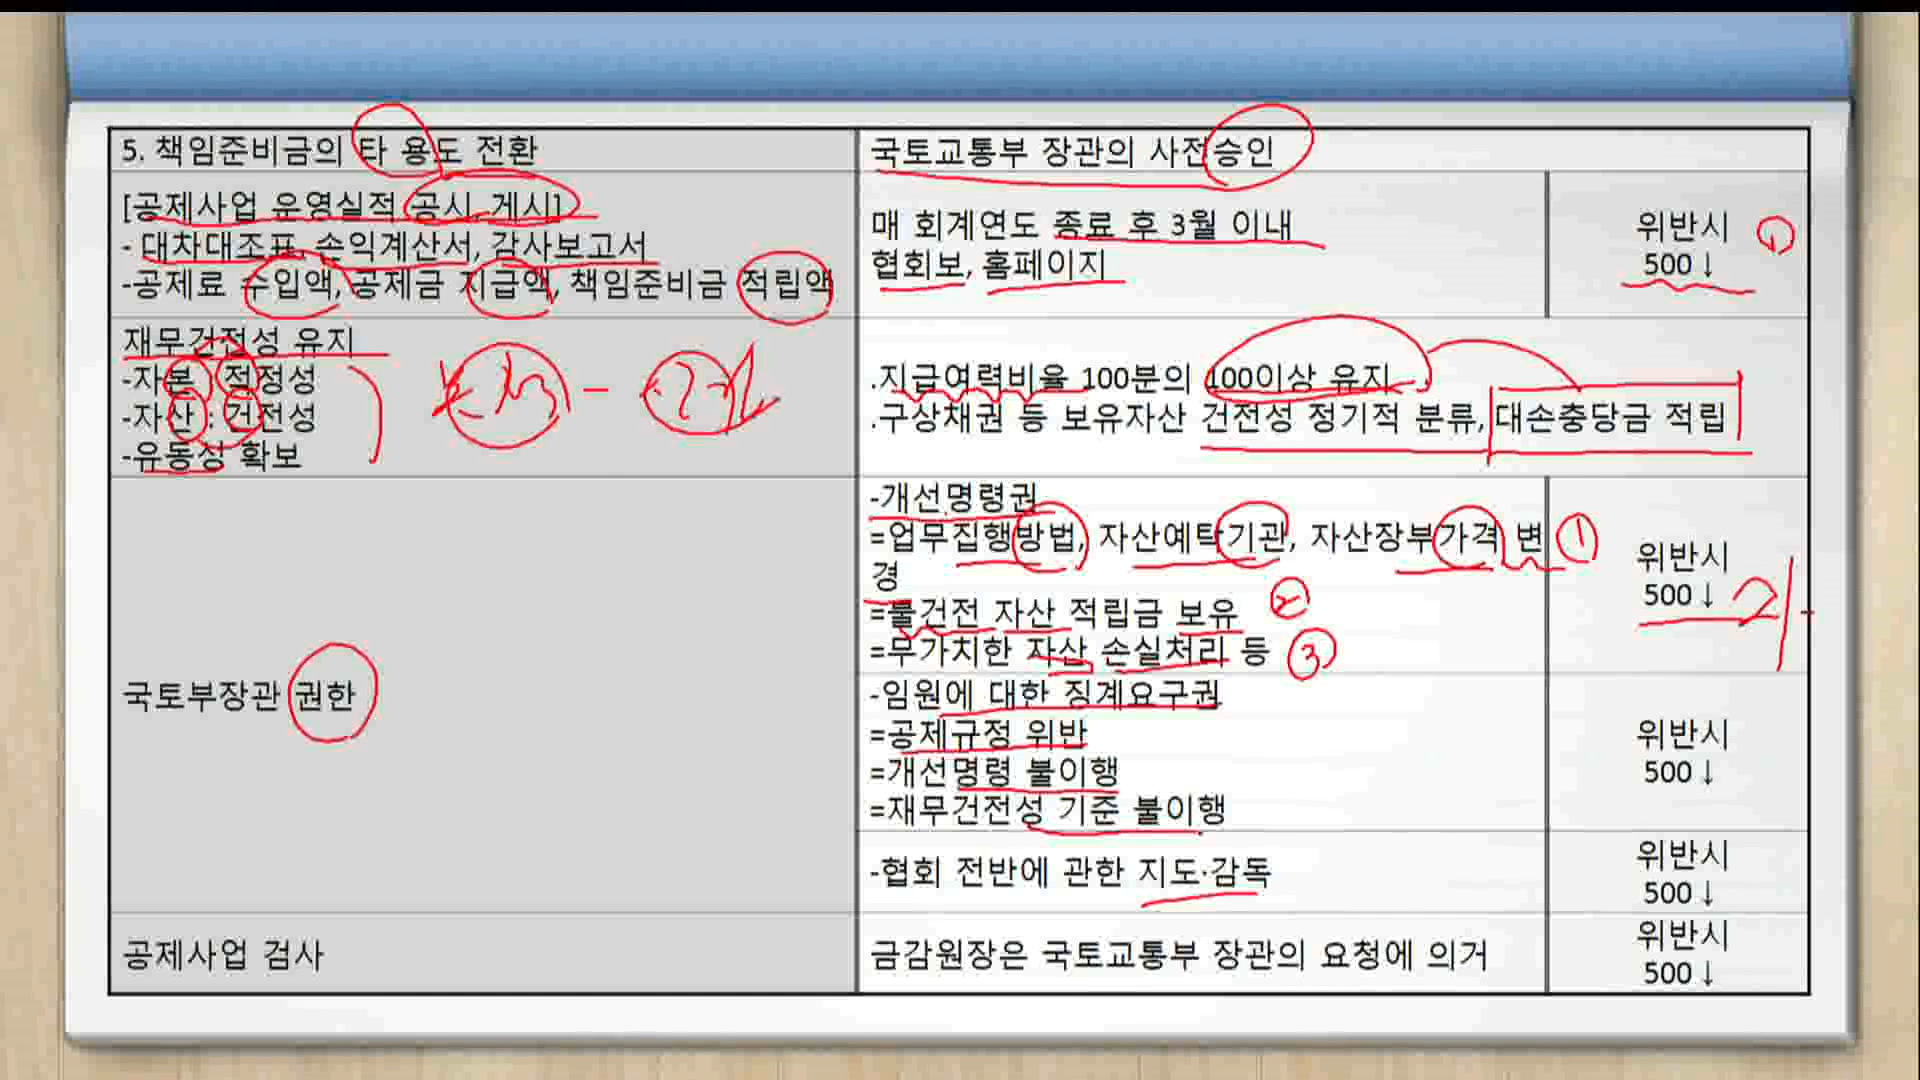 5. 책임준비금의 타 용도 전환
국토교통부 장관의 사전승인
[공제사업 운영실적 공시 게시]
- 대차대조표, 손익계산서, 감사보고서
-공제료 수입액, 공제금 지급액, 책임준비금 적립액
매 회계연도 종료 후 3월 이내
협회보, 홈페이지
위반시
500↓
①
재무건전성 유지
-자본 : 적정성
-자산 : 건전성
-유동성 확보
.지급여력비율 100분의 100이상 유지
.구상채권 등 보유자산 건전성 정기적 분류, 대손충당금 적립
국토부장관 권한
-개선명령권
=업무집행방법, 자산예탁기관, 자산장부가격 변
경
①
=불건전 자산 적립금 보유 ②
=무가치한 자산 손실처리 등 ③
위반시
500↓
2
-임원에 대한 징계요구권
=공제규정 위반
=개선명령 불이행
=재무건전성 기준 불이행
위반시
500↓
-협회 전반에 관한 지도·감독
위반시
500↓
공제사업 검사
금감원장은 국토교통부 장관의 요청에 의거
위반시
500↓